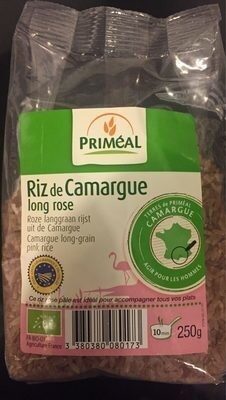 PRIMÉAL
Riz de Camargue
long rose
Roze langgraan rijst
uit de Camargue
Camargue long-grain
pink rice
TERRES de PRIMÉAL
CAMARGUE
AGIR POUR LES HOMMES
Ce riz rose pâle est idéal pour accompagner tous vos plats
10 min
250g
Agriculture France
3 380380 080173